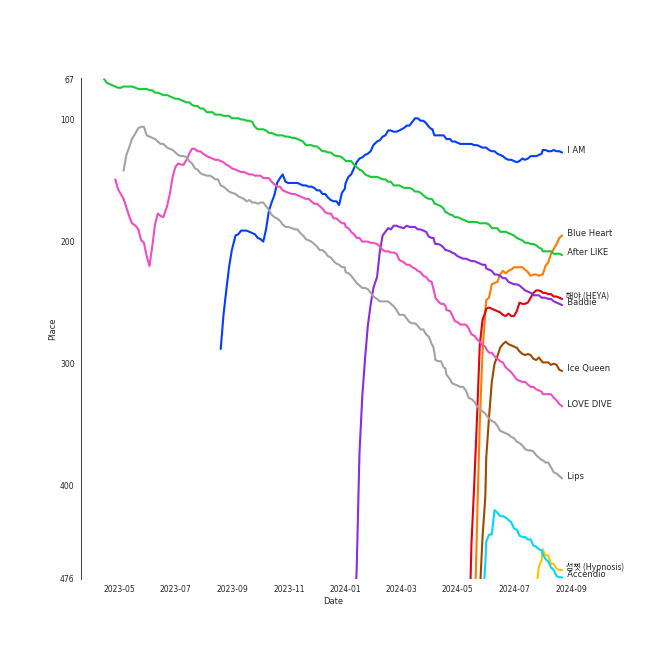 67
100
I AM
200
Blue Heart
After LIKE
해야 (HEYA)
Baddie
Place
300
Ice Queen
LOVE DIVE
400
Lips
476
섬찟 (Hypnosis)
Accendio
2023-05 2023-07 2023-09 2023-11 2024-01 2024-03 2024-05 2024-07 2024-09
Date